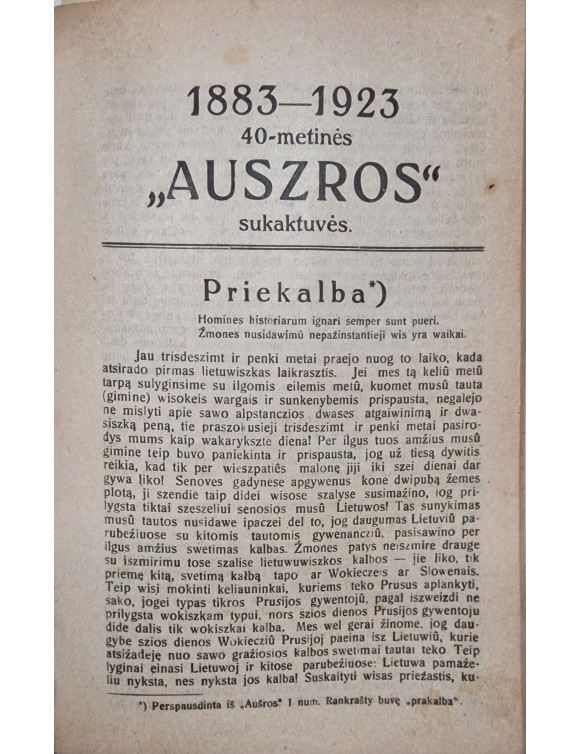 1883—1923
40-metinės
„AUSZROS“
sukaktuvės.
Priekalba*)
Homines historiarum ignari semper sunt pueri.
Žmones nusidawimû nepažinstantieji wis yra waikai.
Jau trisdeszimt ir penki metai praejo nuog to laiko, kada
atsirado pirmas lietuwiszkas laikrasztis. Jei mes tą keliû metû
tarpą sulyginsime su ilgomis eilemis metû, kuomet musû tauta
(gimine) wisokeis wargais ir sunkenybemis prispausta, negalejo
ne mislyti apie sawo alpstanczios dwases atgaiwinimą ir dwa-
siszką peną, tie praszokusieji trisdeszimt ir penki metai pasiro-
dys mums kaip wakarykszte diena! Per ilgus tuos amžius musû
gimine teip buvo paniekinta ir prispausta, jog už tiesą dywitis
reikia, kad tik per wieszpatiês malonę jiji iki szei dienai dar
gywa liko! Senoves gadynese apgywenus kone dwipubą žemes
plotą, ji szendie taip didei wisose szalyse susimažino, jog pri-
lygsta tiktai szeszeliui senosios musû Lietuwos! Tas sunykimas
musû tautos nusidawe ipaczei del to, jog daugumas Lietuviû pa-
rubežiuose su kitomis tautomis gywenancziû, pasisawino per
ilgus amžius swetimas kalbas. Žmones patys neiszmire drauge
su iszmirimu tose szalise lietuwuwiszkos kalbos — jie liko, tik
priemę kitą, svetimą kalbą tapo ar Wokieczeis ar Slowenais.
Teip wisi mokinti keliauninkai, kuriems teko Prusus aplankyti,
sako, jogei typas tikros Prusijos gywentojû, pagal iszweizdi ne
prilygsta wokiszkam typui, nors szios dienos Prusijos gywentoju
dide dalis tik wokiszkai kalba. Mes wel gerai žinome, jog dau-
gybe szios dienos Wokiecziû Prusijoj paeina isz Lietuwiû, kurie
atsižadeję nuo sawo gražiosios kalbos swetimai tautai teko. Teip
lyginai einasi Lietuwoj ir kitose parubežiuose: Lietuwa pamaže-
liu nyksta, nes nyksta jos kalba! Suskaityti wisas priežastis, ku-
*) Perspausdinta iš „Aušros“ 1 num. Rankrašty buvę „prakalba“.